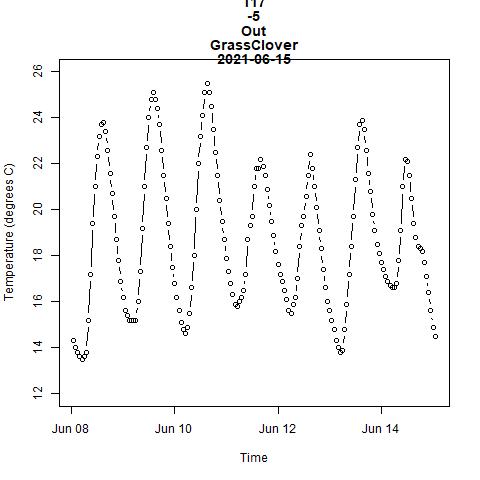 117
-5
Out
GrassClover
2021-06-15
26
24
22
20
18
16
14
12
Temperature (degrees C)
Jun 08
Jun 10
Jun 12
Jun 14
Time